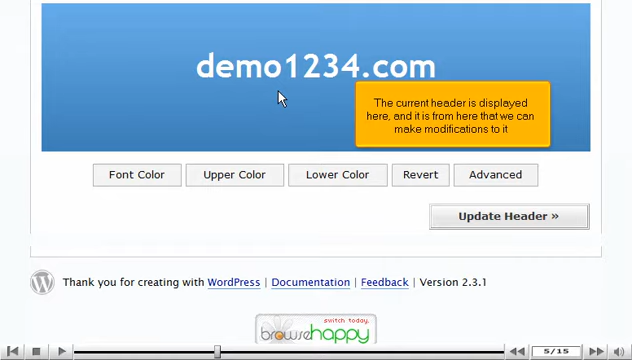 demo1234.com
The current header is displayed
here, and it is from here that we can
make modifications to it
Font Color Upper Color Lower Color Revert Advanced
Update Header »
Thank you for creating with WordPress | Documentation | Feedback | Version 2.3.1
switch today.
browsehappy
5/15